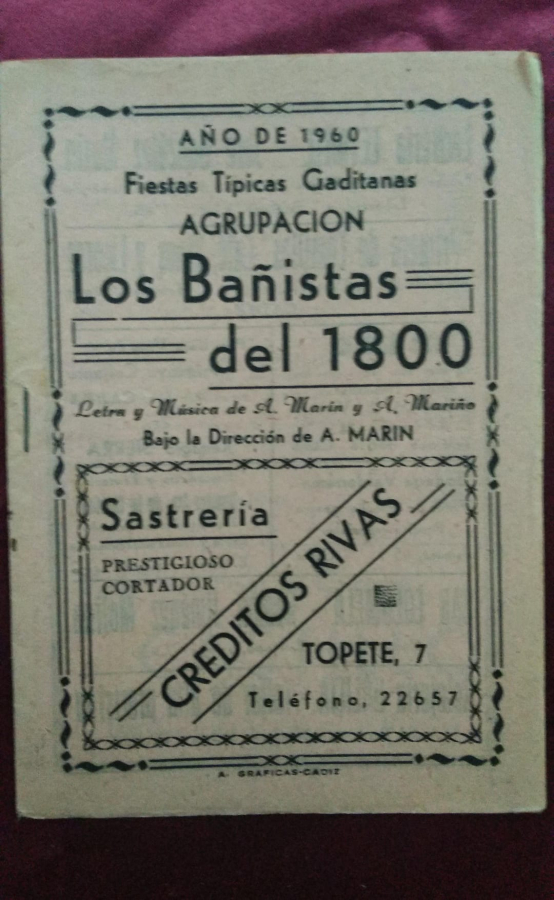 AÑO DE 1960
Fiestas Típicas Gaditanas
AGRUPACION
Los Bañistas
del 1800
Letra y Música de A. Marín y A. Mariño
Bajo la Dirección de A. MARIN
Sastrería
PRESTIGIOSO
CORTADOR
CREDITOS RIVAS
TOPETE, 7
Teléfono, 22657
A. GRAFICAS-CADIZ